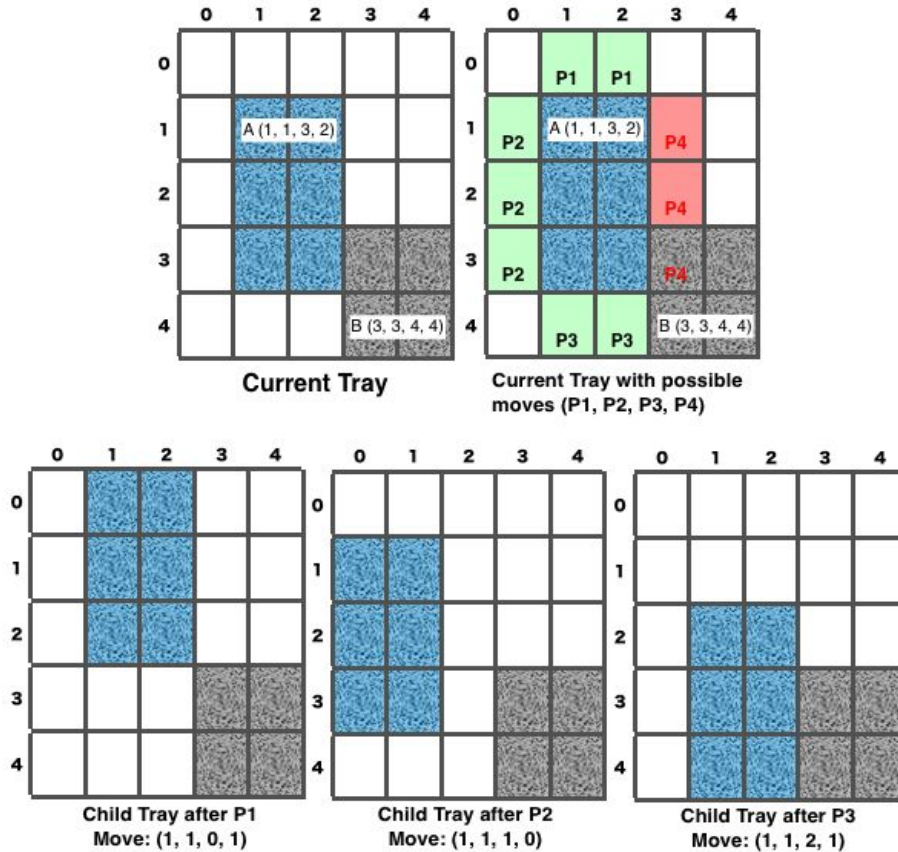 0 1 2 3 4
0 1 2 3 4
0
0
P1 P1
1
A (1, 1, 3, 2)
1
P2
A (1, 1, 3, 2)
P4
2
2
P2
P4
3
3
P2
P4
4
B (3, 3, 4, 4)
4
P3 P3
B (3, 3, 4, 4)
Current Tray
Current Tray with possible
moves (P1, P2, P3, P4)
0 1 2 3 4
0 1 2 3 4
0 1 2 3 4
0
0
0
1
1
1
2
2
2
3
3
3
4
4
4
Child Tray after P1
Move: (1, 1, 0, 1)
Child Tray after P2
Move: (1, 1, 1, 0)
Child Tray after P3
Move: (1, 1, 2, 1)